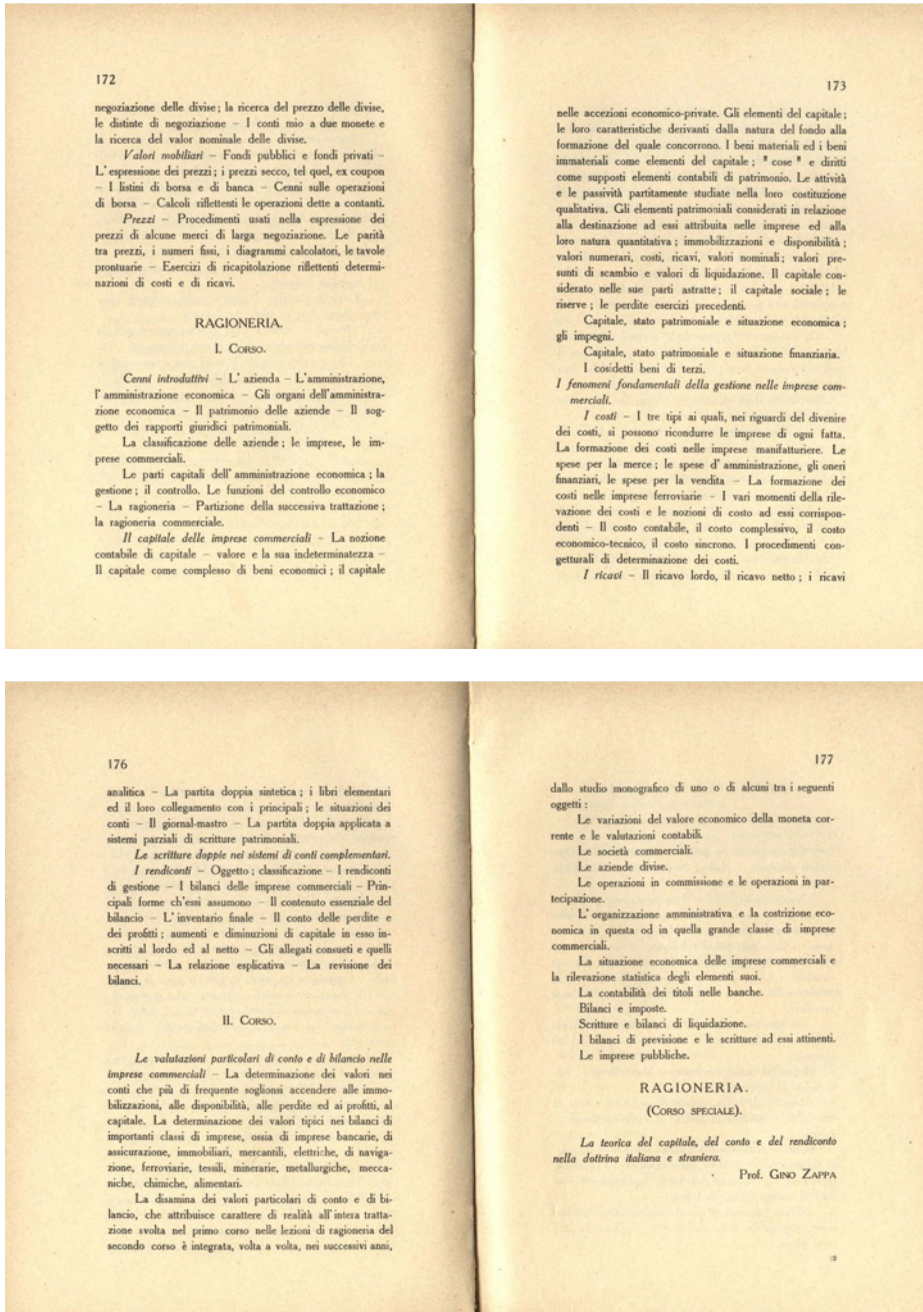 172
negoziazione delle divise; la ricerca del prezzo delle divise,
le distinte di negoziazione – I conti mio a due monete e
la ricerca del valor nominale delle divise.
Valori mobiliari – Fondi pubblici e fondi privati –
L' espressione dei prezzi; i prezzi secco, tel quel, ex coupon
– I listini di borsa e di banca – Cenni sulle operazioni
di borsa – Calcoli riflettenti le operazioni dette a contanti.
Prezzi – Procedimenti usati nella espressione dei
prezzi di alcune merci di larga negoziazione. Le parità
tra prezzi, i numeri fissi, i diagrammi calcolatori, le tavole
prontuarie – Esercizi di ricapitolazione riflettenti determi-
nazioni di costi e di ricavi.
RAGIONERIA.
I. CORSO.
Cenni introduttivi – L' azienda – L'amministrazione,
l' amministrazione economica – Gli organi dell'amministra-
zione economica – Il patrimonio delle aziende – Il sog-
getto dei rapporti giuridici patrimoniali.
La classificazione delle aziende; le imprese, le im-
prese commerciali.
Le parti capitali dell' amministrazione economica; la
gestione; il controllo. Le funzioni del controllo economico
– La ragioneria – Partizione della successiva trattazione;
la ragioneria commerciale.
Il capitale delle imprese commerciali – La nozione
contabile di capitale – valore e la sua indeterminatezza –
Il capitale come complesso di beni economici; il capitale
173
nelle accezioni economico-private. Gli elementi del capitale;
le loro caratteristiche derivanti dalla natura del fondo alla
formazione del quale concorrono. I beni materiali ed i beni
immateriali come elementi del capitale; " cose " e diritti
come supposti elementi contabili di patrimonio. Le attività
e le passività partitamente studiate nella loro costituzione
qualitativa. Gli elementi patrimoniali considerati in relazione
alla destinazione ad essi attribuita nelle imprese ed alla
loro natura quantitativa; immobilizzazioni e disponibilità;
valori numerari, costi, ricavi, valori nominali; valori pre-
sunti di scambio e valori di liquidazione. Il capitale con-
siderato nelle sue parti astratte; il capitale sociale; le
riserve; le perdite esercizi precedenti.
Capitale, stato patrimoniale e situazione economica;
gli impegni.
Capitale, stato patrimoniale e situazione finanziaria.
I cosidetti beni di terzi.
I fenomeni fondamentali della gestione nelle imprese com-
merciali.
I costi – I tre tipi ai quali, nei riguardi del divenire
dei costi, si possono ricondurre le imprese di ogni fatta.
La formazione dei costi nelle imprese manifatturiere. Le
spese per la merce; le spese d' amministrazione, gli oneri
finanziari, le spese per la vendita – La formazione dei
costi nelle imprese ferroviarie – I vari momenti della rile-
vazione dei costi e le nozioni di costo ad essi corrispon-
denti – Il costo contabile, il costo complessivo, il costo
economico-tecnico, il costo sincrono. I procedimenti con-
getturali di determinazione dei costi.
I ricavi – Il ricavo lordo, il ricavo netto; i ricavi
176
analitica – La partita doppia sintetica; i libri elementari
ed il loro collegamento con i principali; le situazioni dei
conti – Il giornal-mastro – La partita doppia applicata a
sistemi parziali di scritture patrimoniali.
Le scritture doppie nei sistemi di conti complementari.
I rendiconti – Oggetto; classificazione – I rendiconti
di gestione – I bilanci delle imprese commerciali – Prin-
cipali forme ch'essi assumono – Il contenuto essenziale del
bilancio – L' inventario finale – Il conto delle perdite e
dei profitti; aumenti e diminuzioni di capitale in esso in-
scritti al lordo ed al netto – Gli allegati consueti e quelli
necessari – La relazione esplicativa – La revisione dei
bilanci.
II. CORSO.
Le valutazioni particolari di conto e di bilancio nelle
imprese commerciali – La determinazione dei valori nei
conti che più di frequente soglionsi accendere alle immo-
bilizzazioni, alle disponibilità, alle perdite ed ai profitti, al
capitale. La determinazione dei valori tipici nei bilanci di
importanti classi di imprese, ossia di imprese bancarie, di
assicurazione, immobiliari, mercantili, elettriche, di naviga-
zione, ferroviarie, tessili, minerarie, metallurgiche, mecca-
niche, chimiche, alimentari.
La disamina dei valori particolari di conto e di bi-
lancio, che attribuisce carattere di realità all' intera tratta-
zione svolta nel primo corso nelle lezioni di ragioneria del
secondo corso è integrata, volta a volta, nei successivi anni,
177
dallo studio monografico di uno o di alcuni tra i seguenti
oggetti:
Le variazioni del valore economico della moneta cor-
rente e le valutazioni contabili.
Le società commerciali.
Le aziende divise.
Le operazioni in commissione e le operazioni in par-
tecipazione.
L' organizzazione amministrativa e la costrizione eco-
nomica in questa od in quella grande classe di imprese
commerciali.
La situazione economica delle imprese commerciali e
la rilevazione statistica degli elementi suoi.
La contabilità dei titoli nelle banche.
Bilanci e imposte.
Scritture e bilanci di liquidazione.
I bilanci di previsione e le scritture ad essi attinenti.
Le imprese pubbliche.
RAGIONERIA.
(CORSO SPECIALE).
La teorica del capitale, del conto e del rendiconto
nella dottrina italiana e straniera.
Prof. GINO ZAPPA